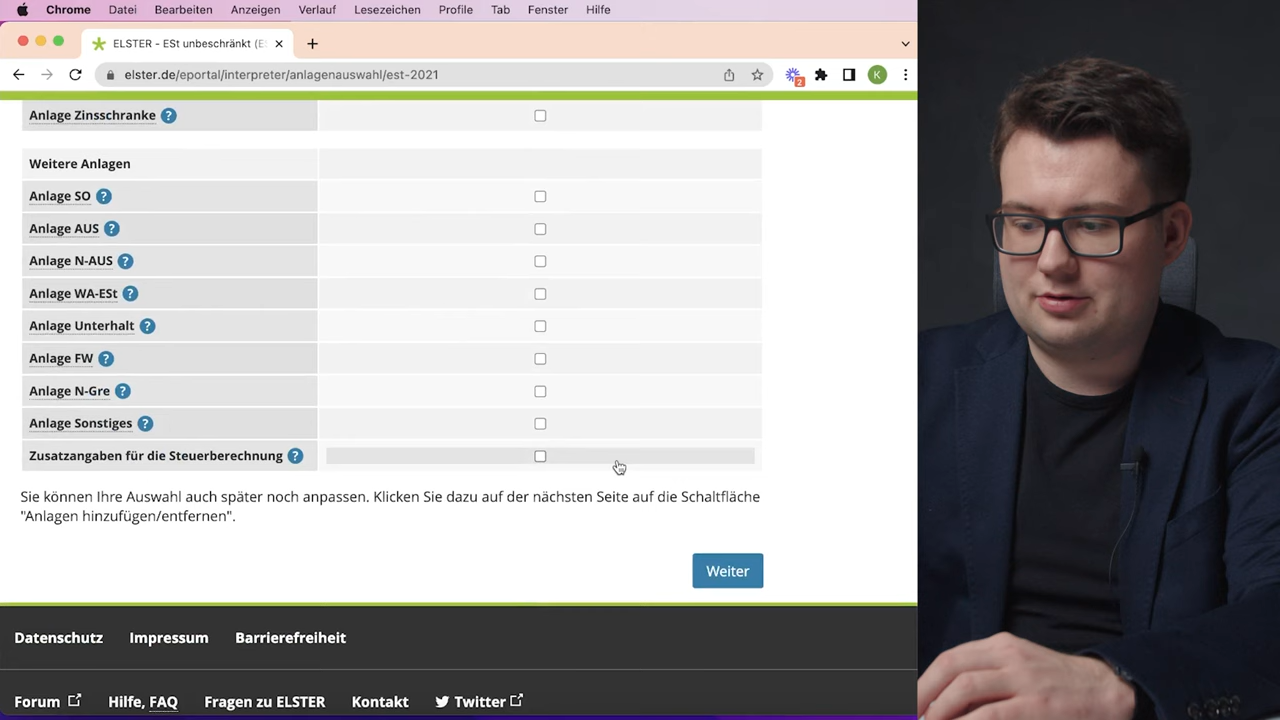 Chrome Datei Bearbeiten Anzeigen Verlauf Lesezeichen Profile Tab Fenster Hilfe
ELSTER - ESt unbeschränkt (E
elster.de/eportal/interpreter/anlagenauswahl/est-2021
2
K
Anlage Zinsschranke ?
Weitere Anlagen
Anlage SO ?
Anlage AUS ?
Anlage N-AUS ?
Anlage WA-ESt ?
Anlage Unterhalt ?
Anlage FW ?
Anlage N-Gre ?
Anlage Sonstiges ?
Zusatzangaben für die Steuerberechnung ?
Sie können Ihre Auswahl auch später noch anpassen. Klicken Sie dazu auf der nächsten Seite auf die Schaltfläche
"Anlagen hinzufügen/entfernen".
Weiter
Datenschutz Impressum Barrierefreiheit
Forum Hilfe, FAQ Fragen zu ELSTER Kontakt Twitter